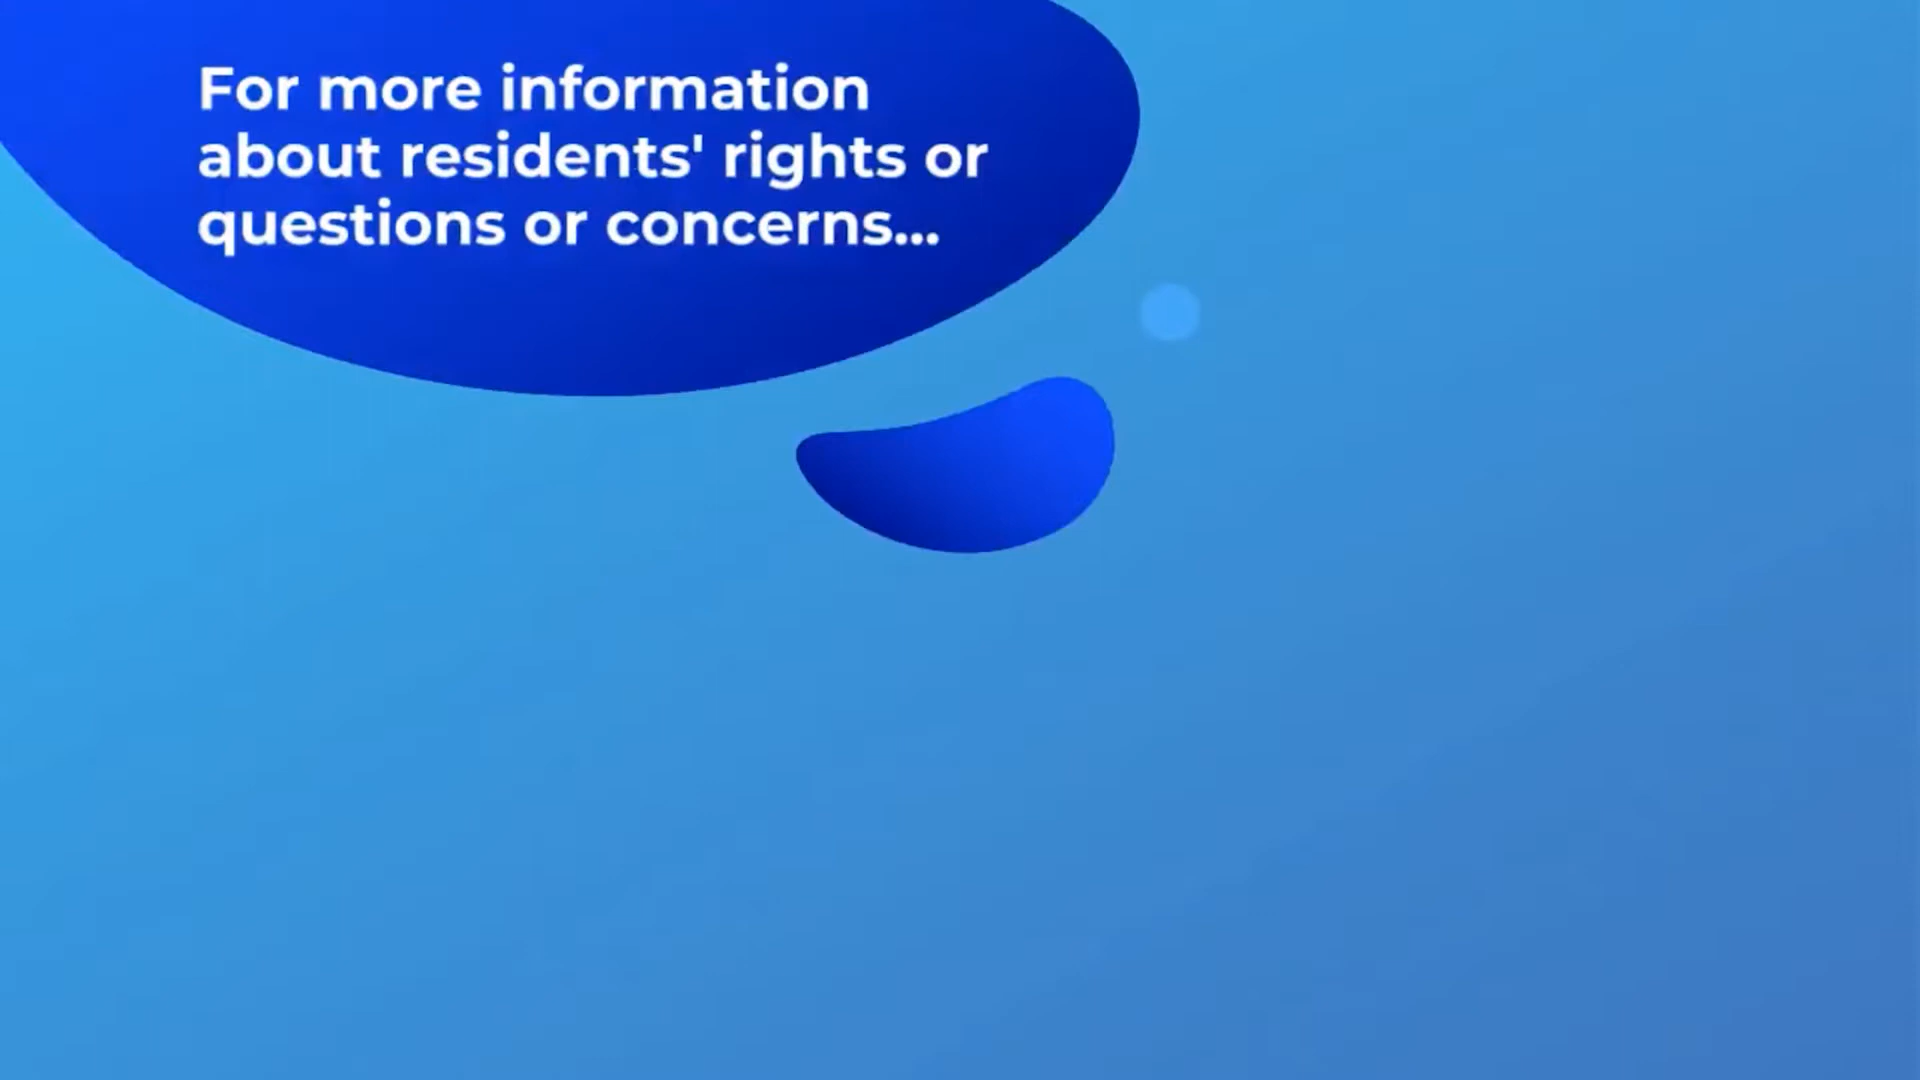 For more information
about residents' rights or
questions or concerns...